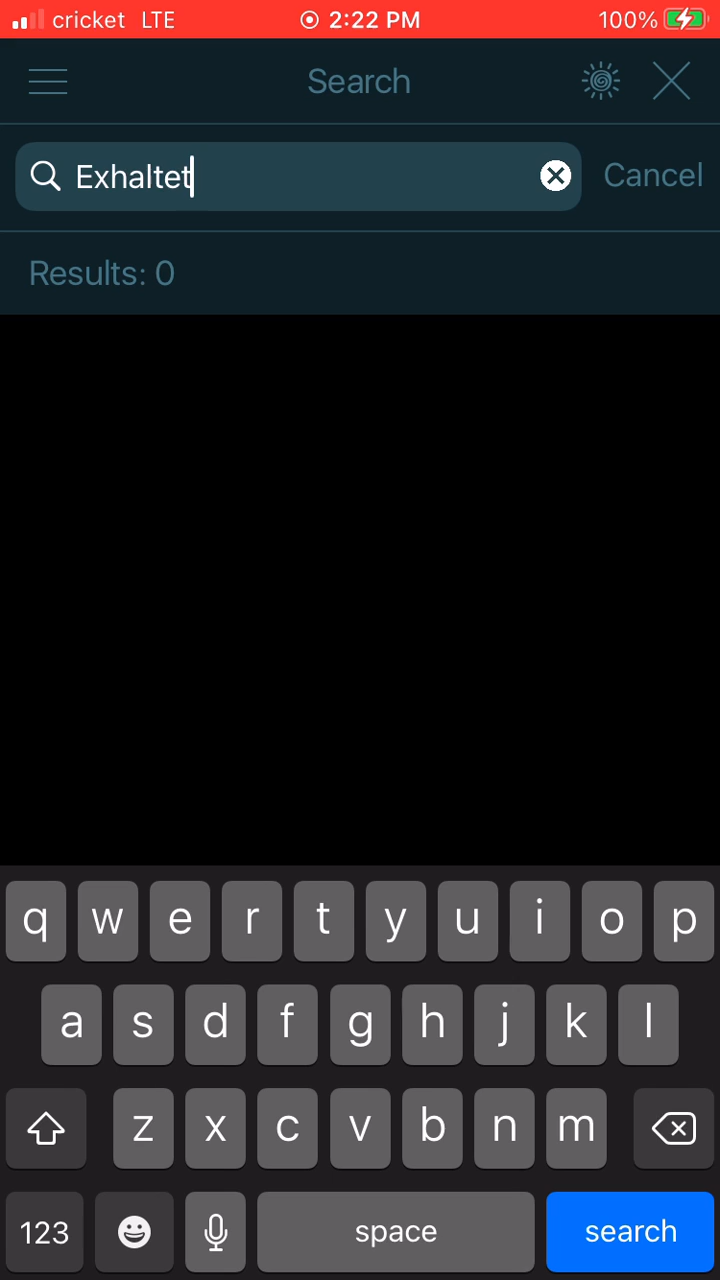 cricket LTE 2:22 PM 100%
Search
Exhaltet Cancel
Results: 0
q w e r t y u i o p
a s d f g h j k l
z x c v b n m
123 space search